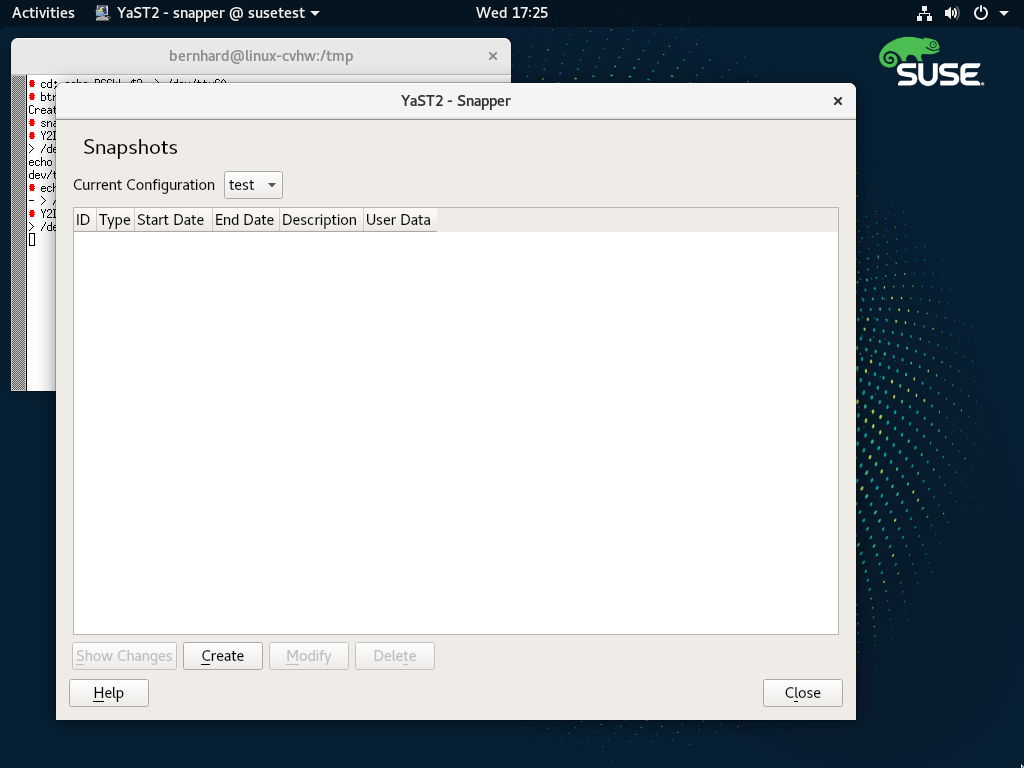 Activities YaST2 - snapper @ susetest Wed 17:25
SUSE
bernhard@linux-cvhw:/tmp
YaST2 - Snapper
cd; echo
btr
Creat
sna
Y2I
> /de
echo
dev/t
ech
- > /
Y2I
> /de
Snapshots
Current Configuration test
ID Type Start Date End Date Description User Data
Show Changes Create Modify Delete
Help Close